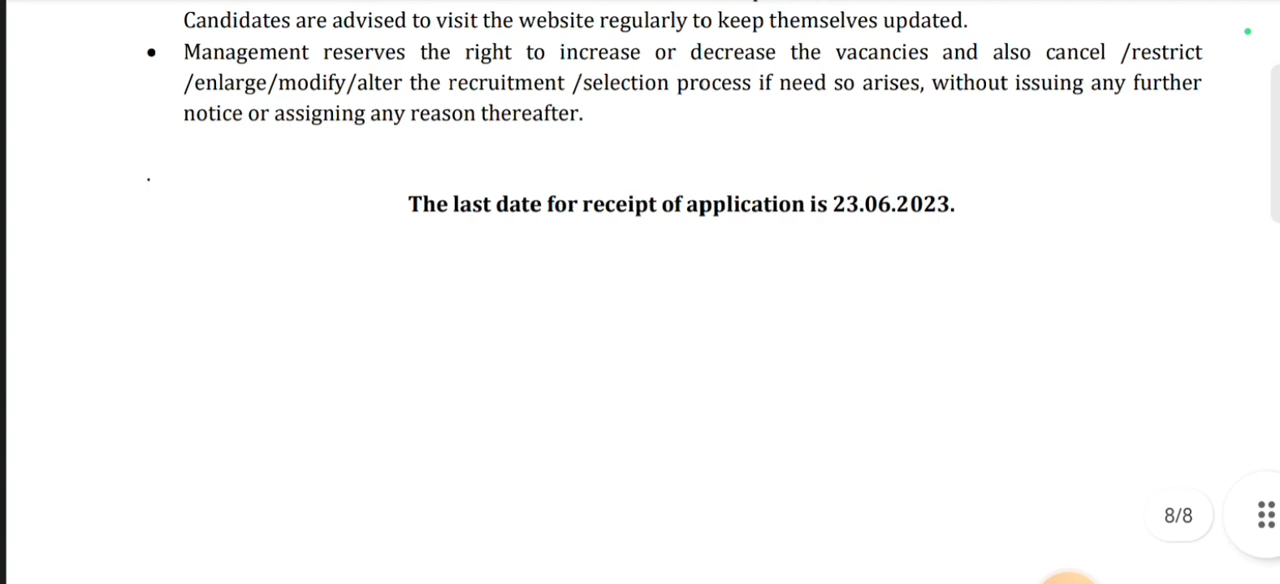 Candidates are advised to visit the website regularly to keep themselves updated.
• Management reserves the right to increase or decrease the vacancies and also cancel /restrict
/enlarge/modify/alter the recruitment /selection process if need so arises, without issuing any further
notice or assigning any reason thereafter.
.
The last date for receipt of application is 23.06.2023.
8/8